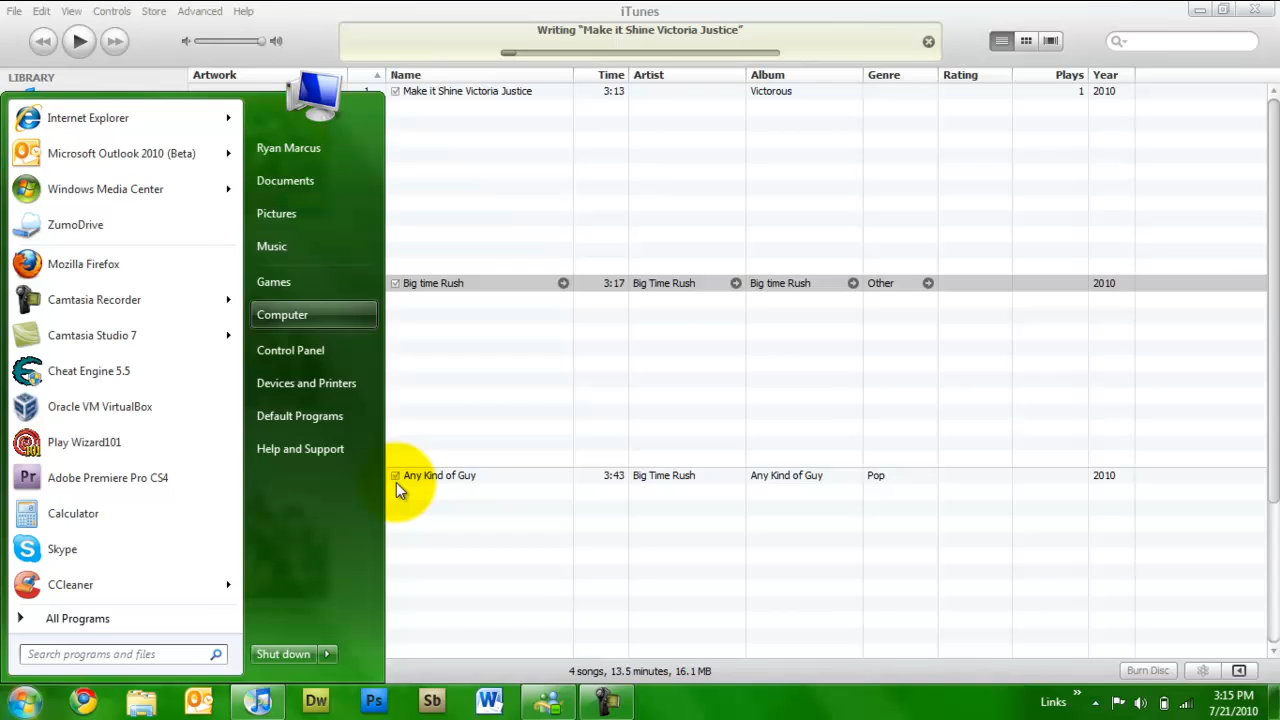 File Edit View Controls Store Advanced Help
iTunes
Writing “Make it Shine Victoria Justice”
LIBRARY
Artwork Name Time Artist Album Genre Rating Plays Year
1 Make it Shine Victoria Justice 3:13 Victorous 1 2010
Big time Rush 3:17 Big Time Rush Big time Rush Other 2010
Any Kind of Guy 3:43 Big Time Rush Any Kind of Guy Pop 2010
4 songs, 13.5 minutes, 16.1 MB
Burn Disc
Internet Explorer
Microsoft Outlook 2010 (Beta)
Windows Media Center
ZumoDrive
Mozilla Firefox
Camtasia Recorder
Camtasia Studio 7
Cheat Engine 5.5
Oracle VM VirtualBox
Play Wizard101
Adobe Premiere Pro CS4
Calculator
Skype
CCleaner
All Programs
Search programs and files
Ryan Marcus
Documents
Pictures
Music
Games
Computer
Control Panel
Devices and Printers
Default Programs
Help and Support
Shut down
Pr
Dw Ps Sb W
Links »
3:15 PM
7/21/2010